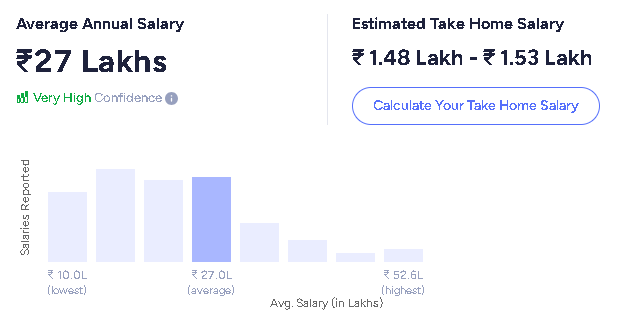 Average Annual Salary
₹27 Lakhs
Very High Confidence i
Estimated Take Home Salary
₹ 1.48 Lakh - ₹ 1.53 Lakh
Calculate Your Take Home Salary
Salaries Reported
₹ 10.0L
(lowest)
₹ 27.0L
(average)
₹ 52.6L
(highest)
Avg. Salary (in Lakhs)